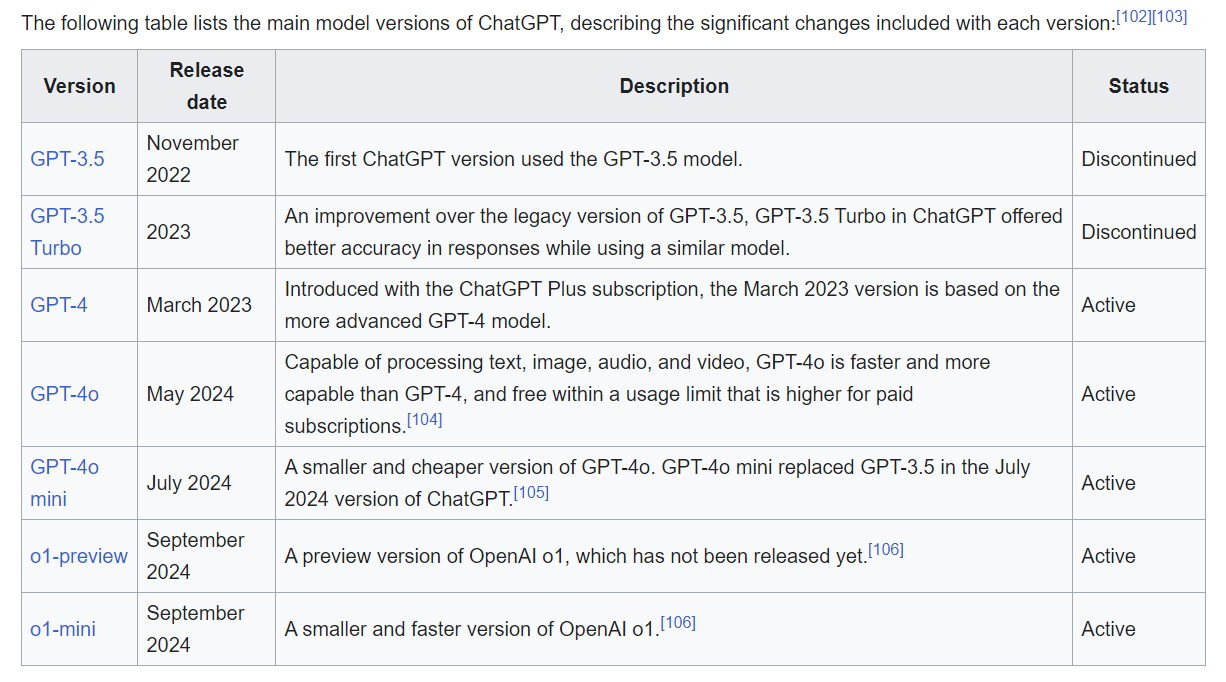 The following table lists the main model versions of ChatGPT, describing the significant changes included with each version:[102][103]
Version
Release
date
Description
Status
GPT-3.5
November
2022
The first ChatGPT version used the GPT-3.5 model.
Discontinued
GPT-3.5
Turbo
2023
An improvement over the legacy version of GPT-3.5, GPT-3.5 Turbo in ChatGPT offered
better accuracy in responses while using a similar model.
Discontinued
GPT-4
March 2023
Introduced with the ChatGPT Plus subscription, the March 2023 version is based on the
more advanced GPT-4 model.
Active
GPT-4o
May 2024
Capable of processing text, image, audio, and video, GPT-4o is faster and more
capable than GPT-4, and free within a usage limit that is higher for paid
subscriptions.[104]
Active
GPT-4o
mini
July 2024
A smaller and cheaper version of GPT-4o. GPT-4o mini replaced GPT-3.5 in the July
2024 version of ChatGPT.[105]
Active
o1-preview
September
2024
A preview version of OpenAI o1, which has not been released yet.[106]
Active
o1-mini
September
2024
A smaller and faster version of OpenAI o1.[106]
Active